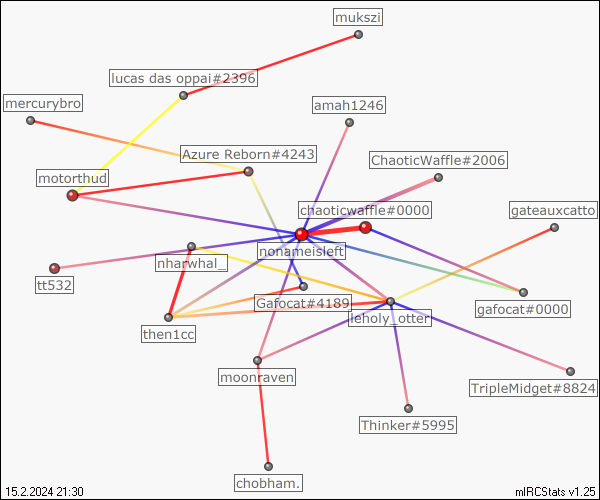 mukszi
lucas das oppai#2396
mercurybro
amah1246
Azure Reborn#4243
ChaoticWaffle#2006
motorthud
chaoticwaffle#0000
gateauxcatto
nonameisleft
nharwhal_
tt532
Gafocat#4189
gafocat#0000
leholy_otter
then1cc
moonraven
TripleMidget#8824
Thinker#5995
chobham.
15.2.2024 21:30
mIRCStats v1.25